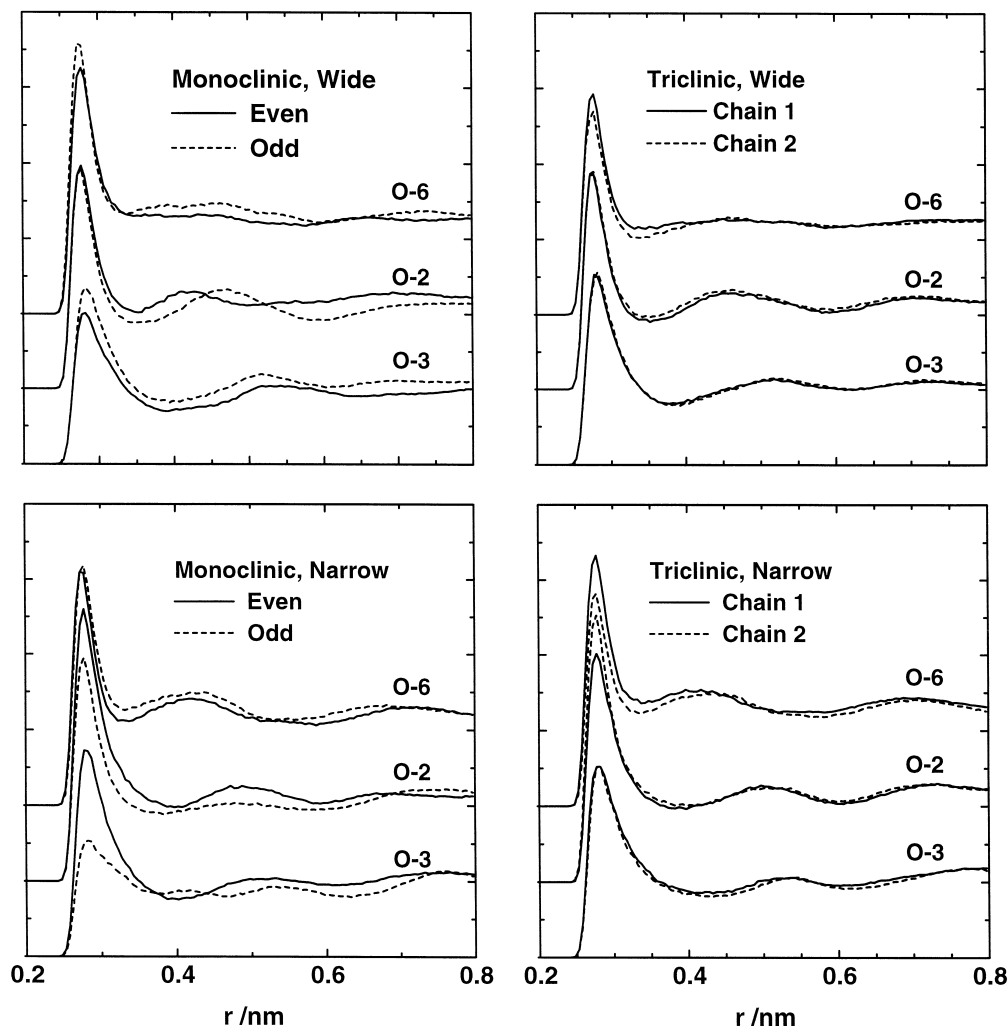 Monoclinic, Wide
Even
Odd
O-6
O-2
O-3
Triclinic, Wide
Chain 1
Chain 2
O-6
O-2
O-3
Monoclinic, Narrow
Even
Odd
O-6
O-2
O-3
0.2 0.4 0.6 0.8
r /nm
Triclinic, Narrow
Chain 1
Chain 2
O-6
O-2
O-3
0.2 0.4 0.6 0.8
r /nm